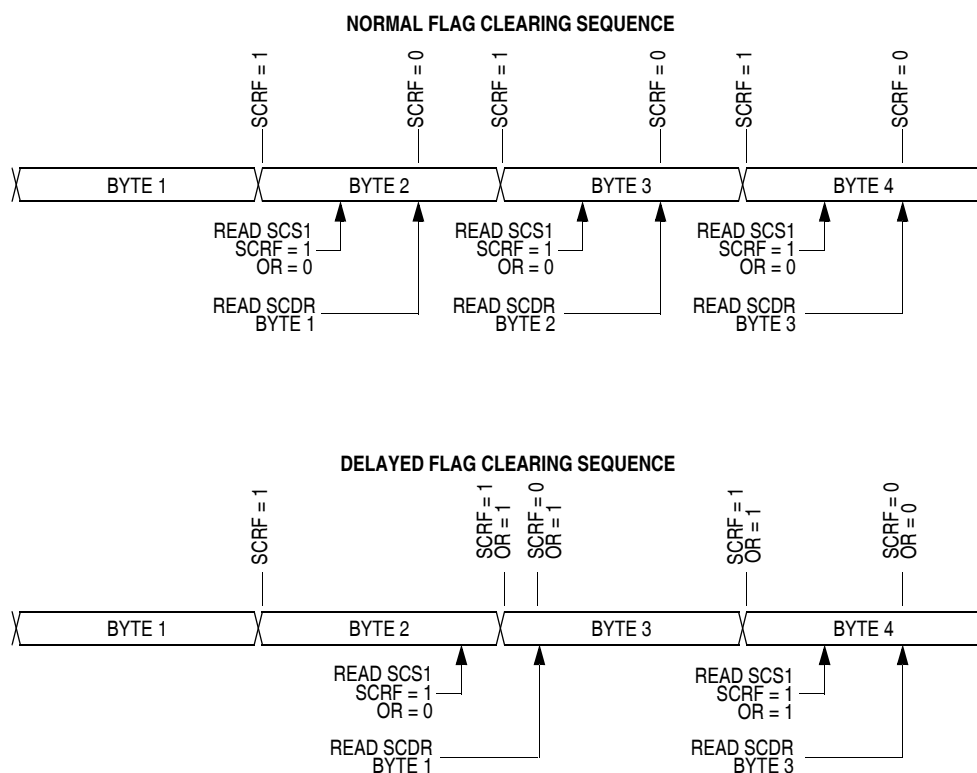 NORMAL FLAG CLEARING SEQUENCE
SCRF = 1
SCRF = 0
SCRF = 1
SCRF = 0
SCRF = 1
SCRF = 0
BYTE 1
BYTE 2
BYTE 3
BYTE 4
READ SCS1
SCRF = 1
OR = 0
READ SCS1
SCRF = 1
OR = 0
READ SCS1
SCRF = 1
OR = 0
READ SCDR
BYTE 1
READ SCDR
BYTE 2
READ SCDR
BYTE 3
DELAYED FLAG CLEARING SEQUENCE
SCRF = 1
SCRF = 1
OR = 1
SCRF = 0
OR = 1
SCRF = 1
OR = 1
SCRF = 0
OR = 0
BYTE 1
BYTE 2
BYTE 3
BYTE 4
READ SCS1
SCRF = 1
OR = 0
READ SCS1
SCRF = 1
OR = 1
READ SCDR
BYTE 1
READ SCDR
BYTE 3